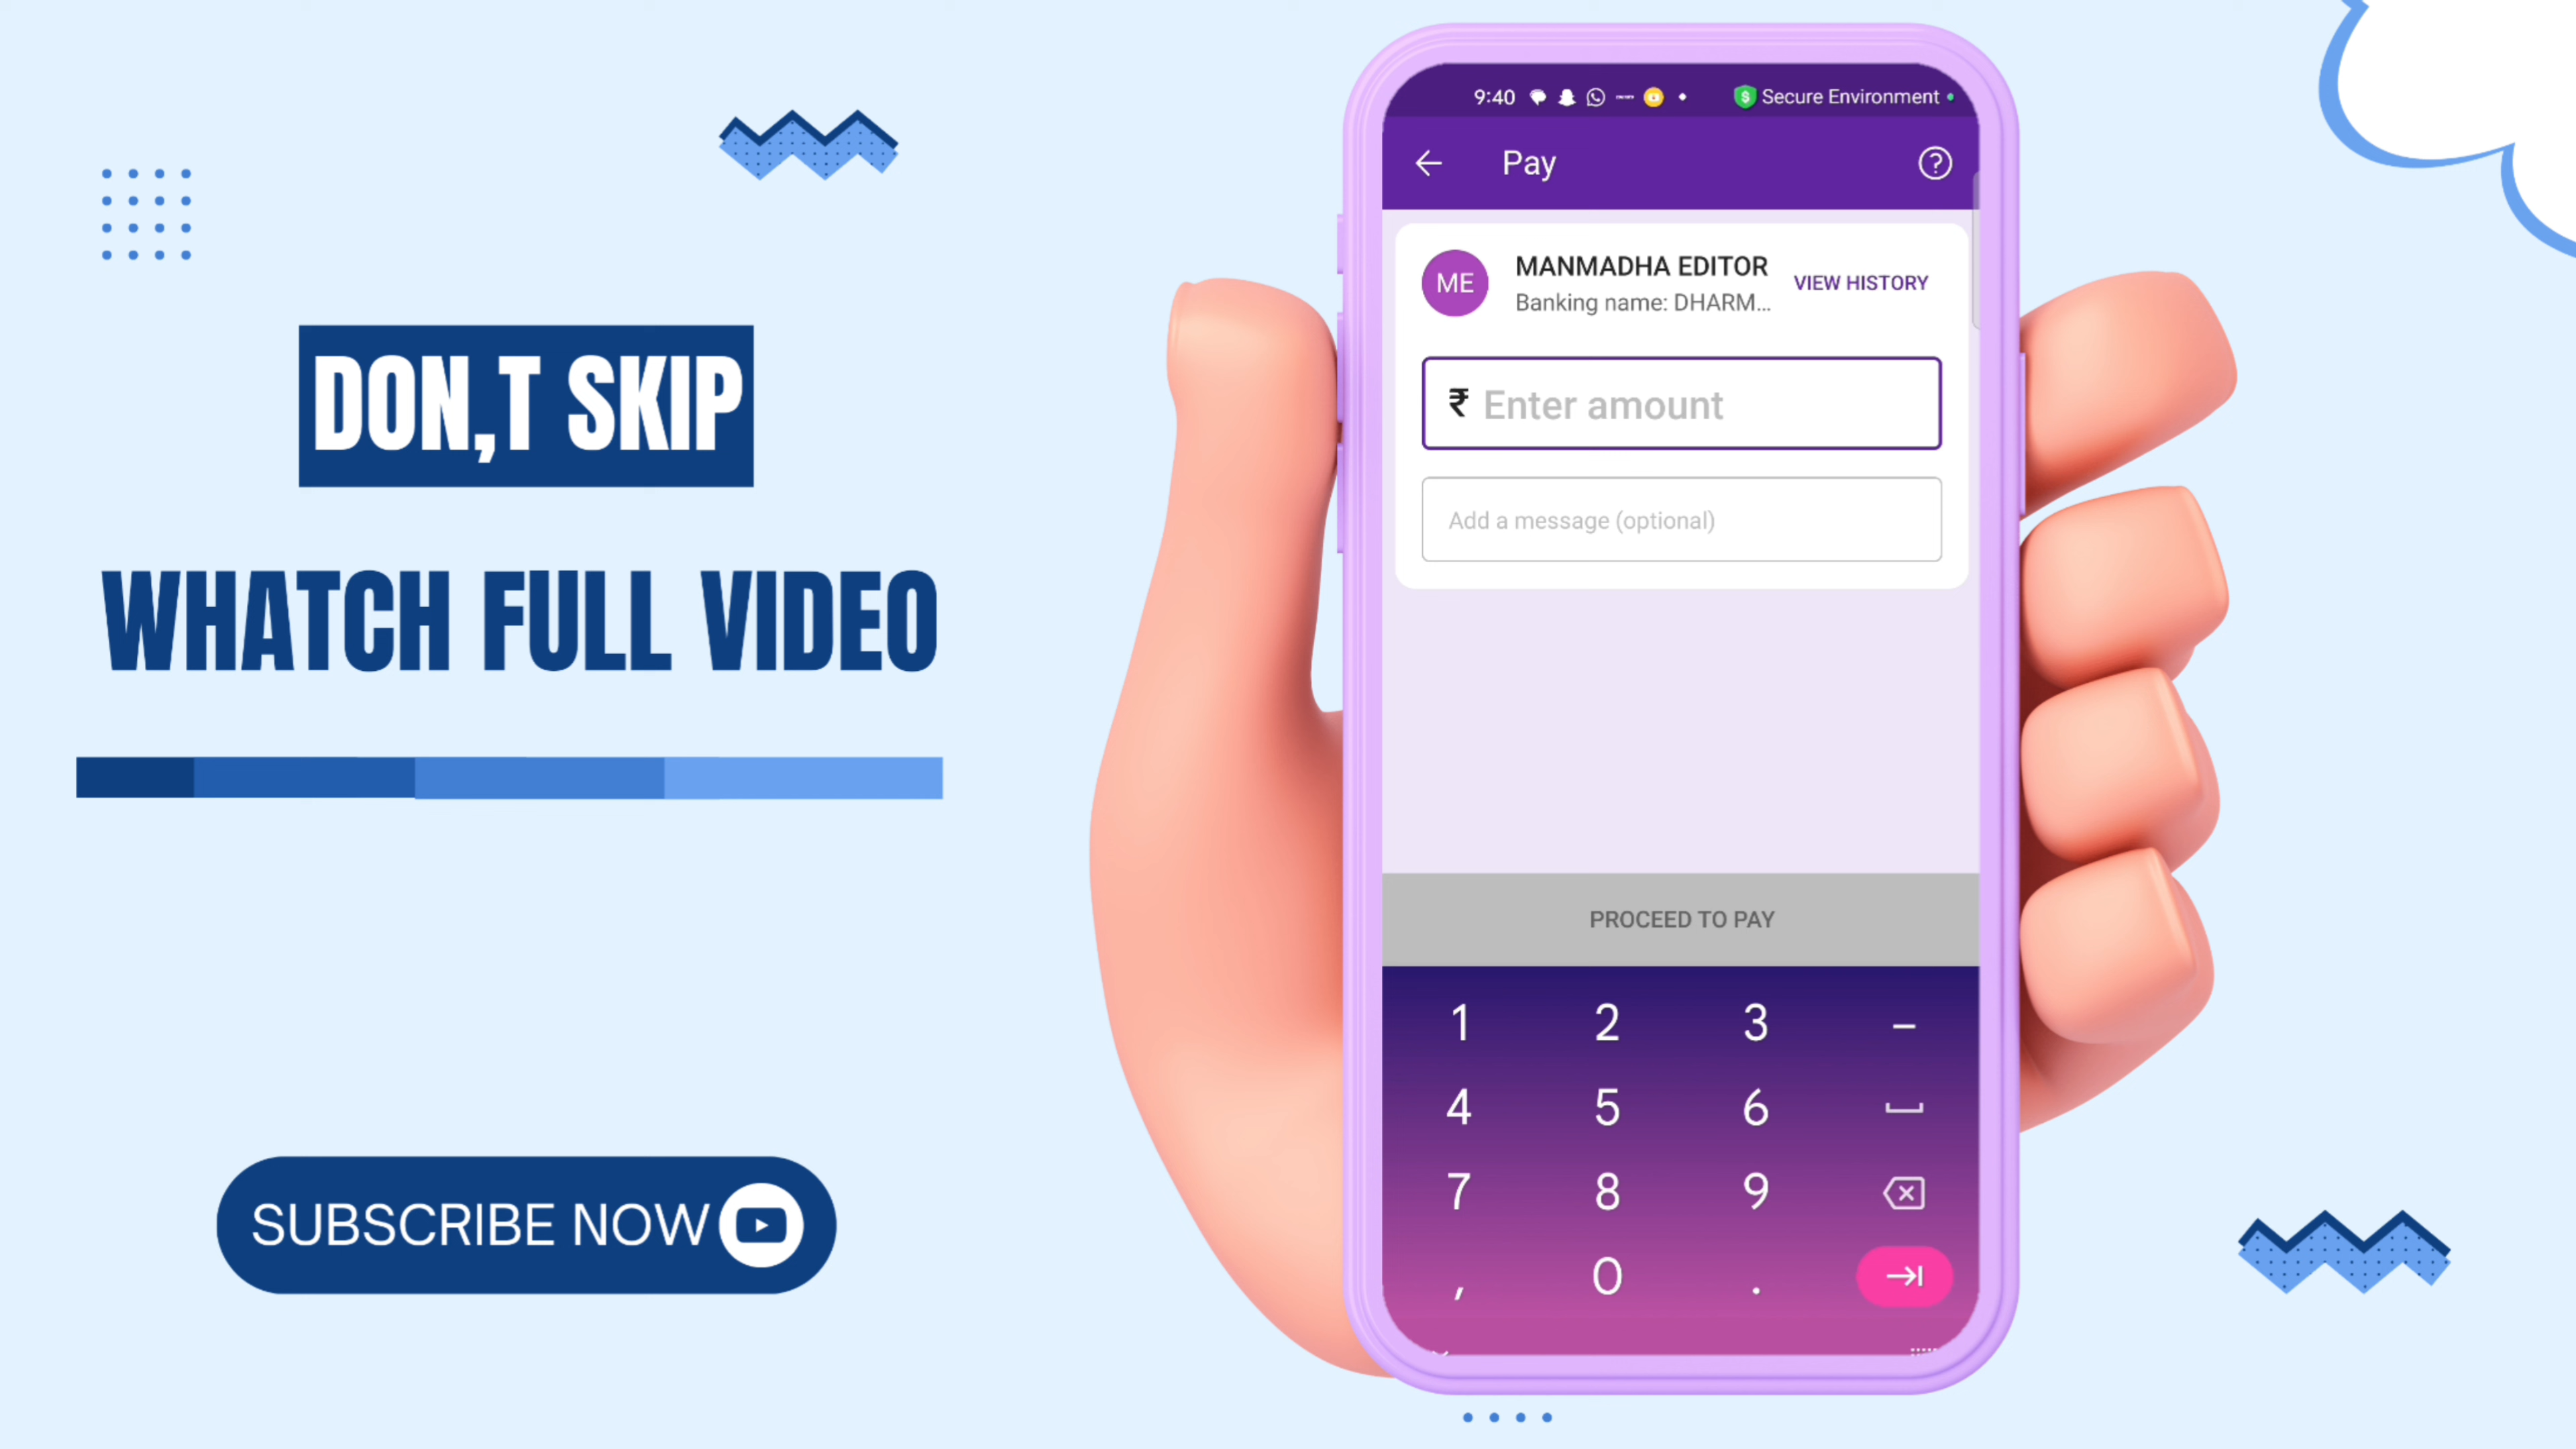 DON,T SKIP
WHATCH FULL VIDEO
SUBSCRIBE NOW
9:40
Secure Environment
Pay
ME
MANMADHA EDITOR
Banking name: DHARM...
VIEW HISTORY
₹ Enter amount
Add a message (optional)
PROCEED TO PAY
1 2 3 -
4 5 6
7 8 9
, 0 .